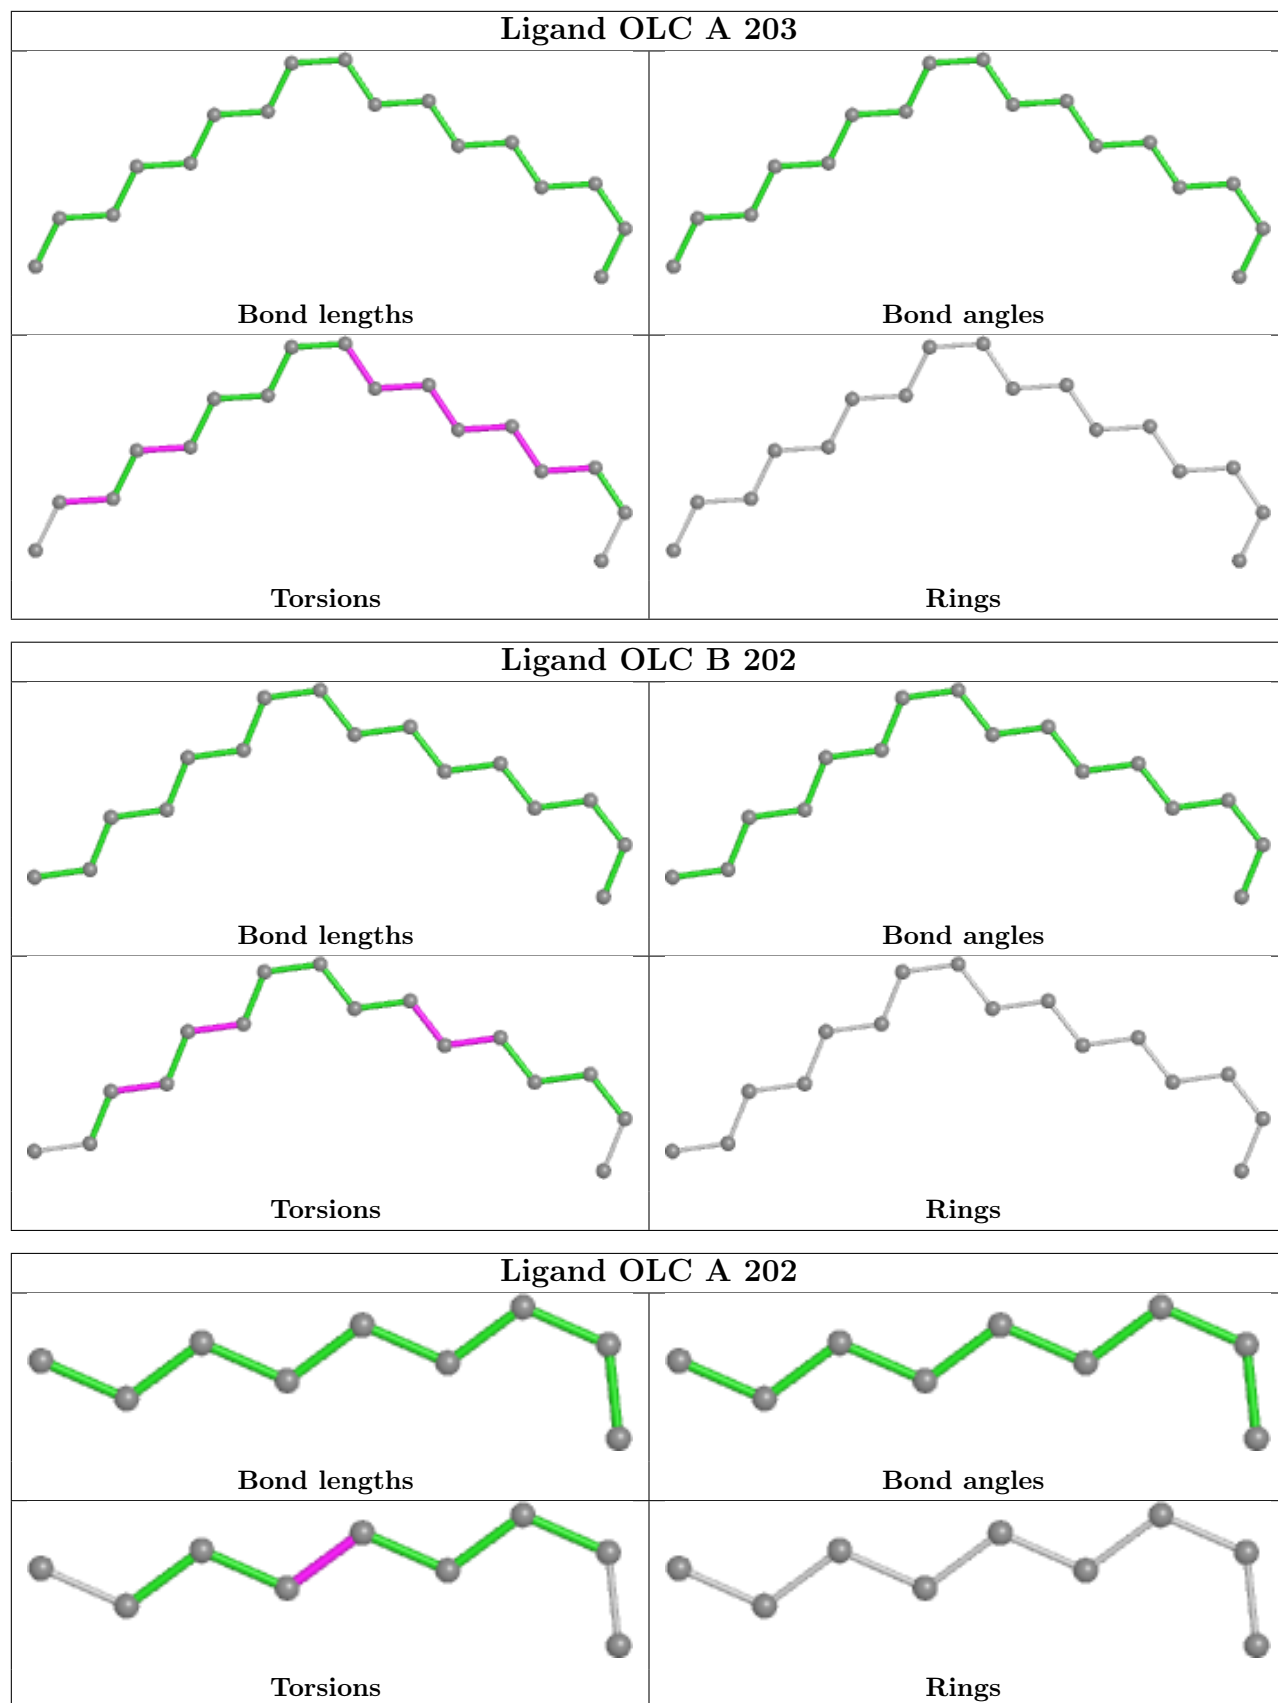 Ligand OLC A 203
Bond lengths
Bond angles
Torsions
Rings
Ligand OLC B 202
Bond lengths
Bond angles
Torsions
Rings
Ligand OLC A 202
Bond lengths
Bond angles
Torsions
Rings